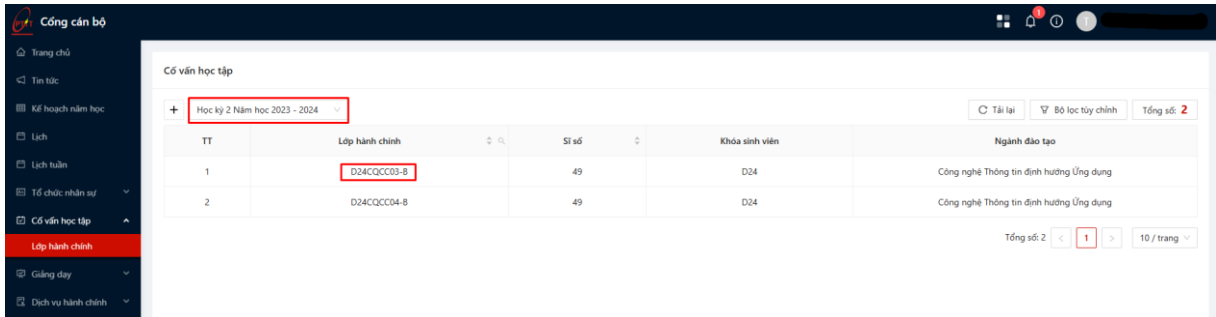 PTIT Cổng cán bộ
1
T
Trang chủ
Tin tức
Kế hoạch năm học
Lịch
Lịch tuần
Tổ chức nhân sự
Cố vấn học tập
Lớp hành chính
Giảng dạy
Dịch vụ hành chính
Cố vấn học tập
+ Học kỳ 2 Năm học 2023 - 2024 Tải lại Bộ lọc tùy chỉnh Tổng số: 2
TT Lớp hành chính Sĩ số Khóa sinh viên Ngành đào tạo
1 D24CQCC03-B 49 D24 Công nghệ Thông tin định hướng Ứng dụng
2 D24CQCC04-B 49 D24 Công nghệ Thông tin định hướng Ứng dụng
Tổng số: 2 < 1 > 10 / trang